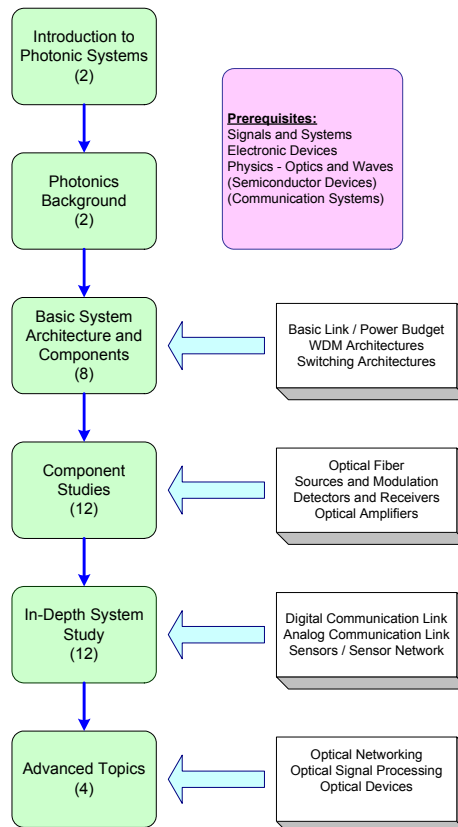 Introduction to
Photonic Systems
(2)
Prerequisites:
Signals and Systems
Electronic Devices
Physics - Optics and Waves
(Semiconductor Devices)
(Communication Systems)
Photonics
Background
(2)
Basic System
Architecture and
Components
(8)
Basic Link / Power Budget
WDM Architectures
Switching Architectures
Component
Studies
(12)
Optical Fiber
Sources and Modulation
Detectors and Receivers
Optical Amplifiers
In-Depth System
Study
(12)
Digital Communication Link
Analog Communication Link
Sensors / Sensor Network
Advanced Topics
(4)
Optical Networking
Optical Signal Processing
Optical Devices